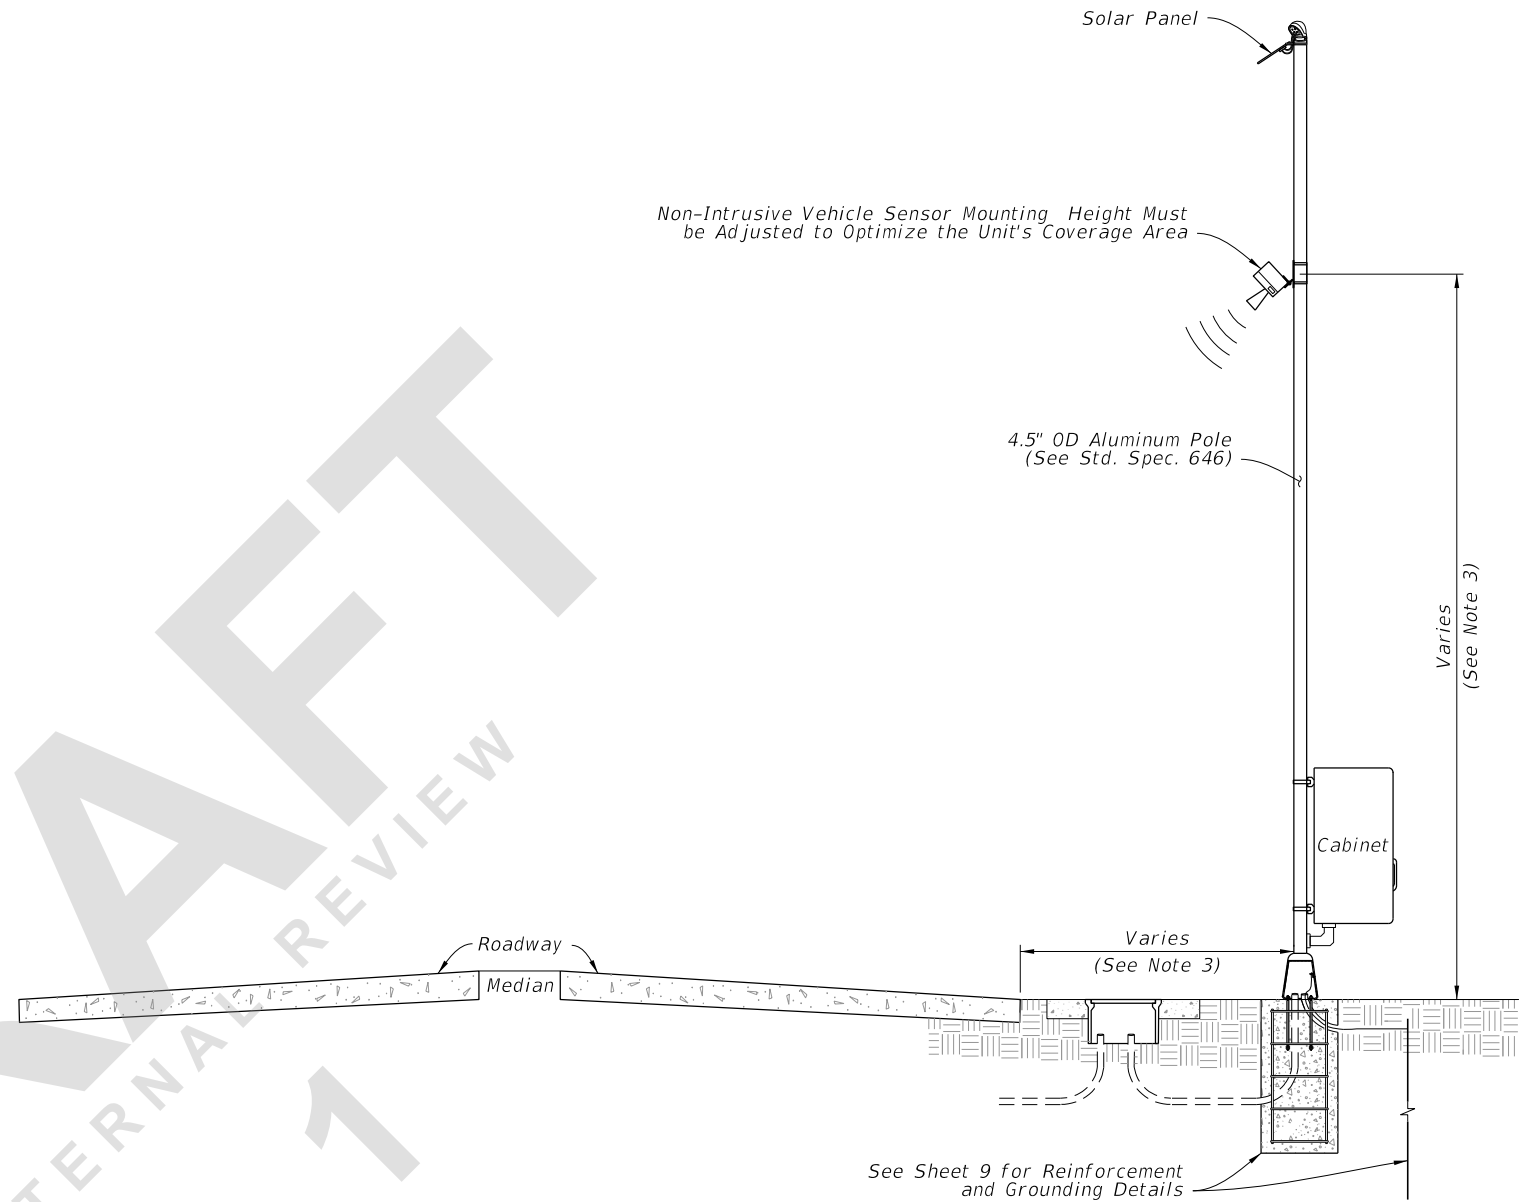 Solar Panel
Non-Intrusive Vehicle Sensor Mounting Height Must
be Adjusted to Optimize the Unit's Coverage Area
4.5" OD Aluminum Pole
(See Std. Spec. 646)
Varies
(See Note 3)
Cabinet
Varies
(See Note 3)
Roadway
Median
See Sheet 9 for Reinforcement
and Grounding Details
AFT
TERNAL REVIEW
1